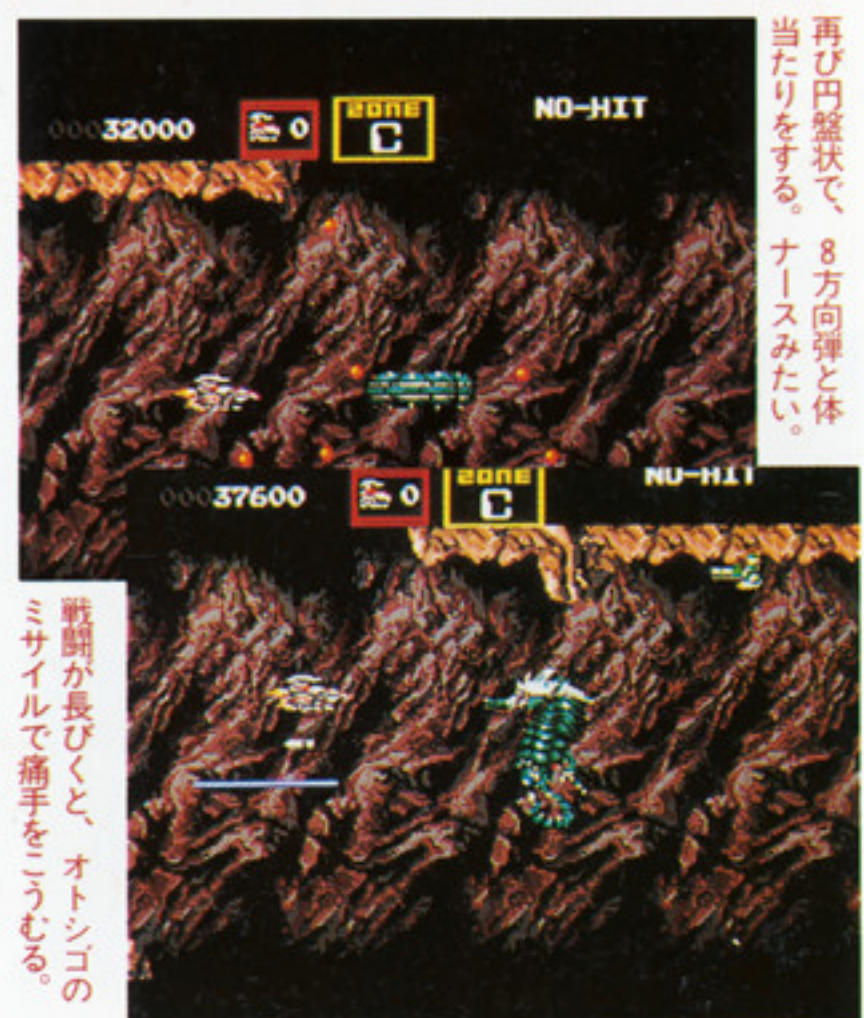 再び円盤状で、8方向弾と体
当たりをする。ナースみたい。
00032000
0
ZONE
C
NO-HIT
00037600
0
ZONE
C
NO-HIT
戦闘が長びくと、オトシゴの
ミサイルで痛手をこうむる。